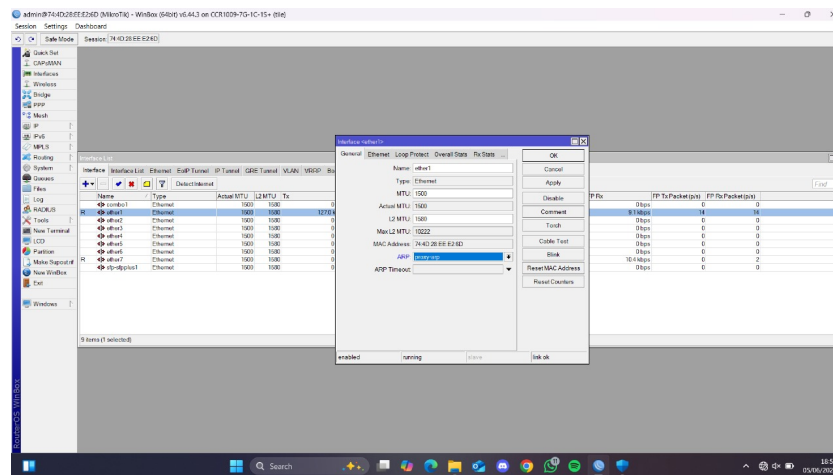 admin@74:4D:28:EE:E2:6D (MikroTik) - WinBox (64bit) v6.44.3 on CCR1009-7G-1C-1S+ (tile)
Session Settings Dashboard
Safe Mode Session: 74:4D:28:EE:E2:6D
Quick Set
CAPsMAN
Interfaces
Wireless
Bridge
PPP
Mesh
IP
IPv6
MPLS
Routing
System
Queues
Files
Log
RADIUS
Tools
New Terminal
LCD
Partition
Make Supout.rif
New WinBox
Exit
Windows
RouterOS WinBox
Interface List
Interface Interface List Ethernet EoIP Tunnel IP Tunnel GRE Tunnel VLAN VRRP
Detect Internet Find
Name / Type Actual MTU L2 MTU Tx FP Rx FP Tx Packet (p/s) FP Rx Packet (p/s)
combo1 Ethernet 1500 1580 0 bps 0 0
R ether1 Ethernet 1500 1580 9.1 kbps 14 14
ether2 Ethernet 1500 1580 0 bps 0 0
ether3 Ethernet 1500 1580 0 bps 0 0
ether4 Ethernet 1500 1580 0 bps 0 0
ether5 Ethernet 1500 1580 0 bps 0 0
ether6 Ethernet 1500 1580 0 bps 0 0
R ether7 Ethernet 1500 1580 10.4 kbps 0 2
sfp-sfpplus1 Ethernet 1500 1580 0 bps 0 0
9 items (1 selected)
Interface <ether1>
General Ethernet Loop Protect Overall Stats Rx Stats ...
Name: ether1
Type: Ethernet
MTU: 1500
Actual MTU: 1500
L2 MTU: 1580
Max L2 MTU: 10222
MAC Address: 74:4D:28:EE:E2:6D
ARP: proxy-arp
ARP Timeout:
OK
Cancel
Apply
Disable
Comment
Torch
Cable Test
Blink
Reset MAC Address
Reset Counters
enabled running slave link ok
Search